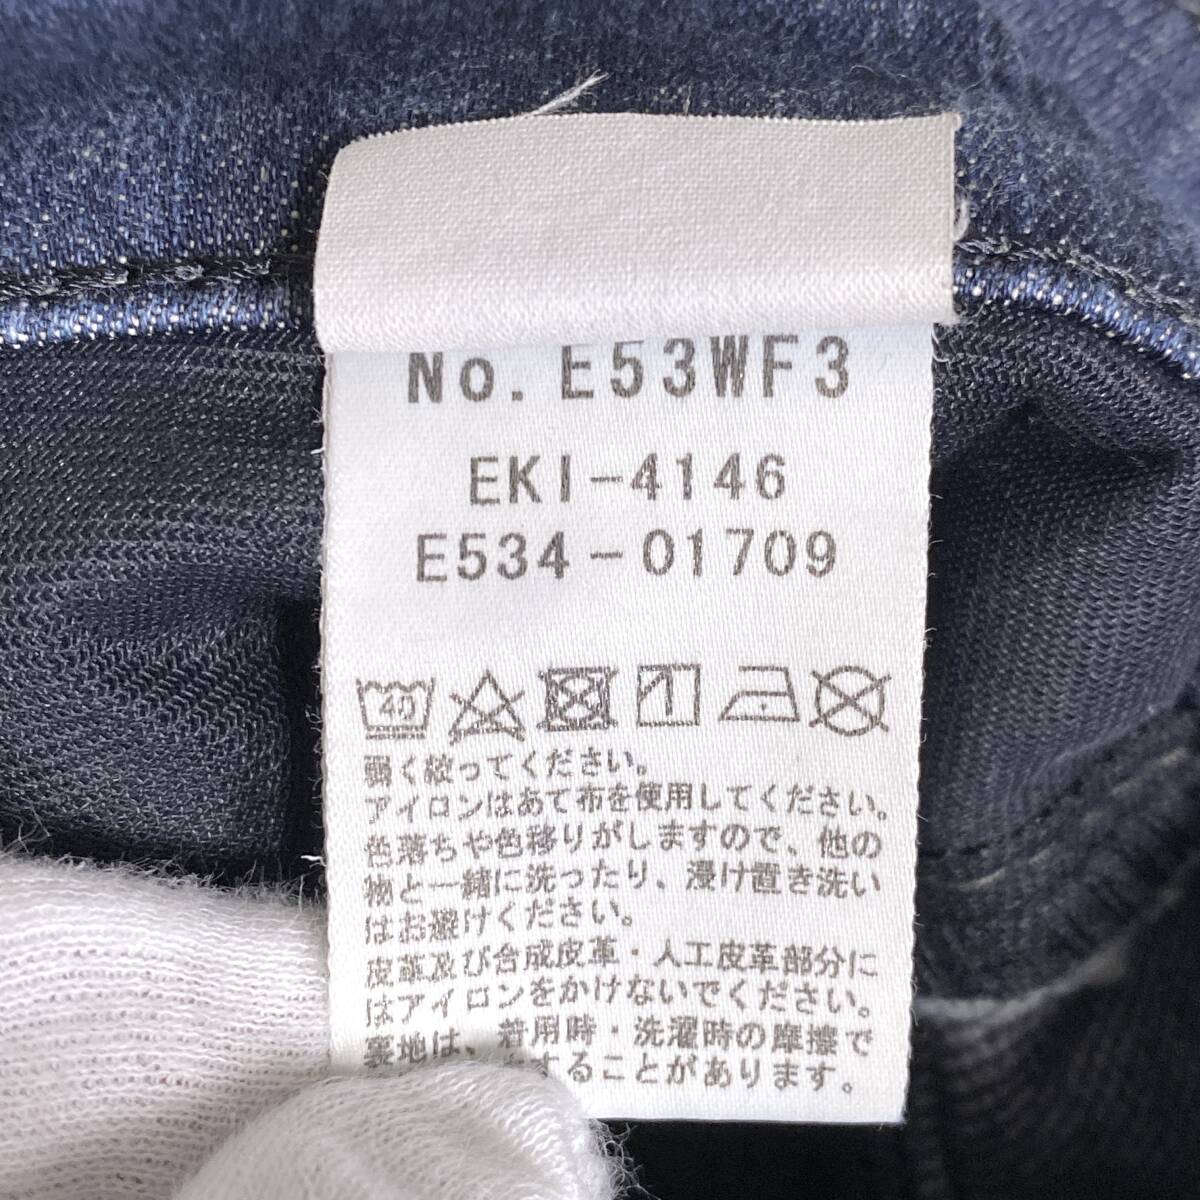 No. E53WF3
EKI-4146
E534-01709
40
弱く絞ってください。
アイロンはあて布を使用してください。
色落ちや色移りがしますので、他の
物と一緒に洗ったり、浸け置き洗い
はお避けください。
皮革及び合成皮革・人工皮革部分に
はアイロンをかけないでください。
裏地は、着用時・洗濯時の摩擦で
することがあります。